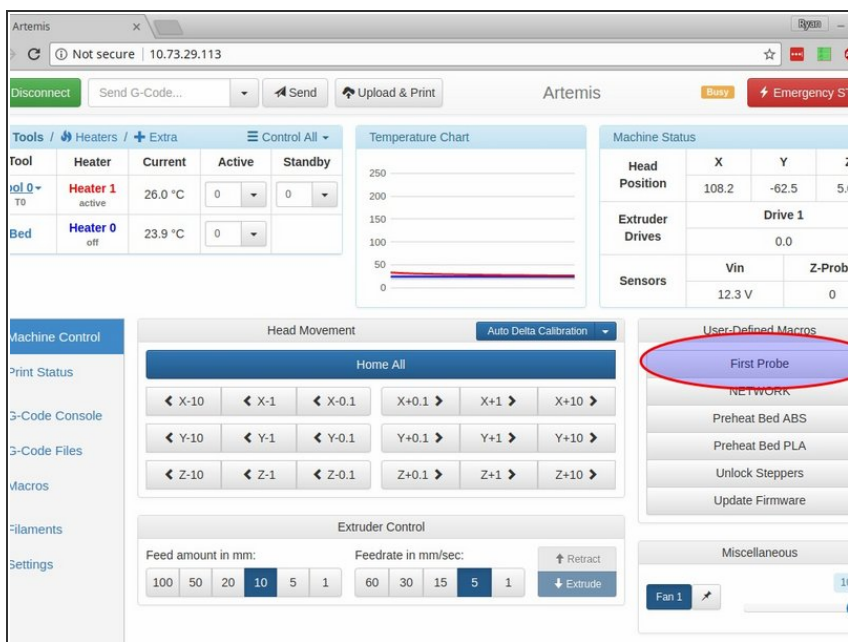 Artemis
Ryan
Not secure | 10.73.29.113
Disconnect Send G-Code... Send Upload & Print Artemis Busy Emergency ST
Tools / Heaters / Extra Control All
Tool Heater Current Active Standby
ool 0 Heater 1 26.0 °C 0 0
T0 active
Bed Heater 0 23.9 °C 0
off
Temperature Chart
250
200
150
100
50
0
Machine Status
Head Position X Y Z
108.2 -62.5 5.0
Extruder Drives Drive 1
0.0
Sensors Vin Z-Prob
12.3 V 0
Machine Control
Print Status
G-Code Console
G-Code Files
Macros
Filaments
Settings
Head Movement Auto Delta Calibration
Home All
X-10 X-1 X-0.1 X+0.1 X+1 X+10
Y-10 Y-1 Y-0.1 Y+0.1 Y+1 Y+10
Z-10 Z-1 Z-0.1 Z+0.1 Z+1 Z+10
Extruder Control
Feed amount in mm: Feedrate in mm/sec:
100 50 20 10 5 1 60 30 15 5 1
Retract
Extrude
User-Defined Macros
First Probe
NETWORK
Preheat Bed ABS
Preheat Bed PLA
Unlock Steppers
Update Firmware
Miscellaneous
Fan 1